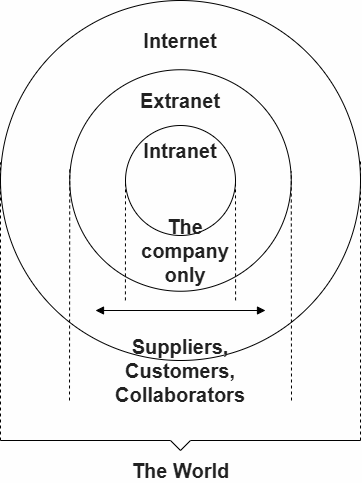 Internet
Extranet
Intranet
The
company
only
Suppliers,
Customers,
Collaborators
The World